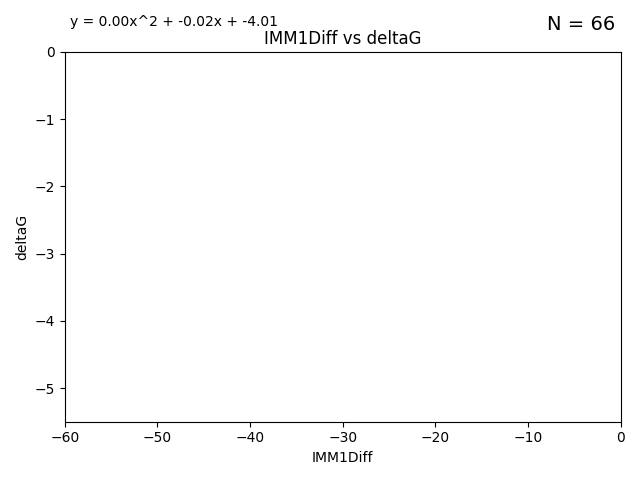 y = 0.00x^2 + -0.02x + -4.01
N = 66
IMM1Diff vs deltaG
0
−1
−2
−3
−4
−5
deltaG
−60 −50 −40 −30 −20 −10 0
IMM1Diff